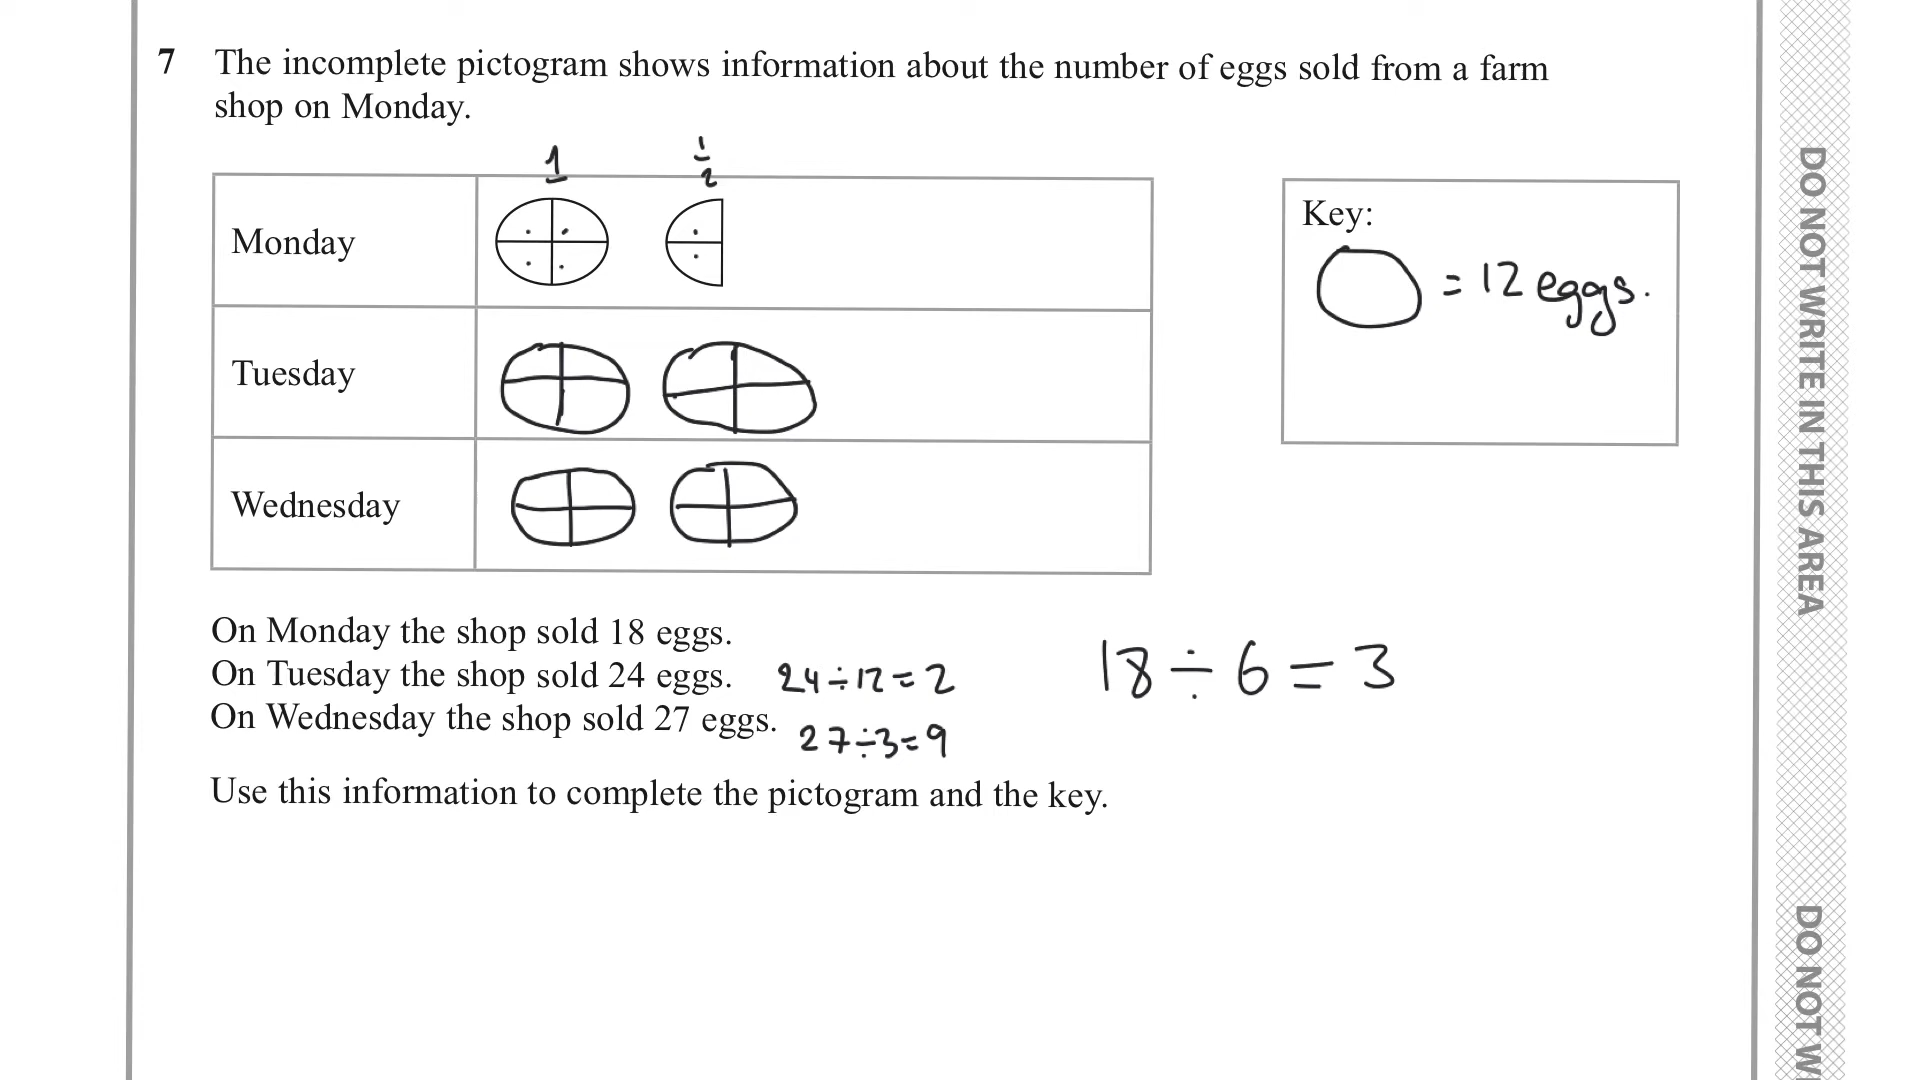 7 The incomplete pictogram shows information about the number of eggs sold from a farm
shop on Monday.
1
1/2
Monday
Tuesday
Wednesday
Key:
= 12 eggs.
On Monday the shop sold 18 eggs.
On Tuesday the shop sold 24 eggs. 24÷12=2
18 ÷ 6 = 3
On Wednesday the shop sold 27 eggs. 27÷3=9
Use this information to complete the pictogram and the key.
DO NOT WRITE IN THIS AREA
DO NOT W